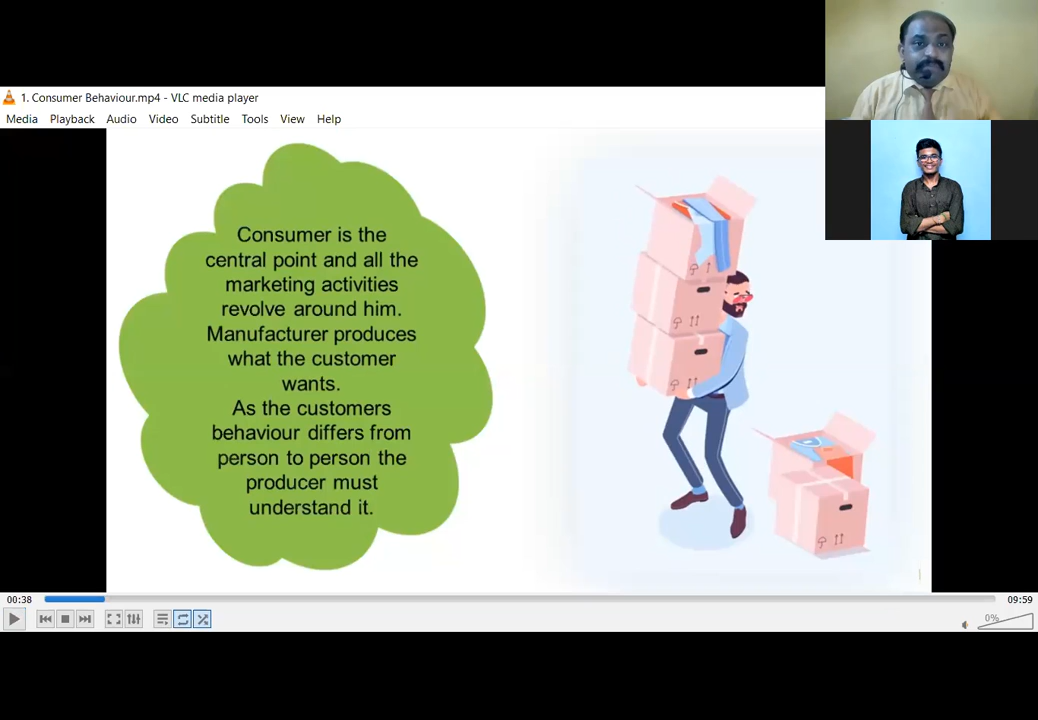 1. Consumer Behaviour.mp4 - VLC media player
Media Playback Audio Video Subtitle Tools View Help
Consumer is the
central point and all the
marketing activities
revolve around him.
Manufacturer produces
what the customer
wants.
As the customers
behaviour differs from
person to person the
producer must
understand it.
00:38
09:59
0%